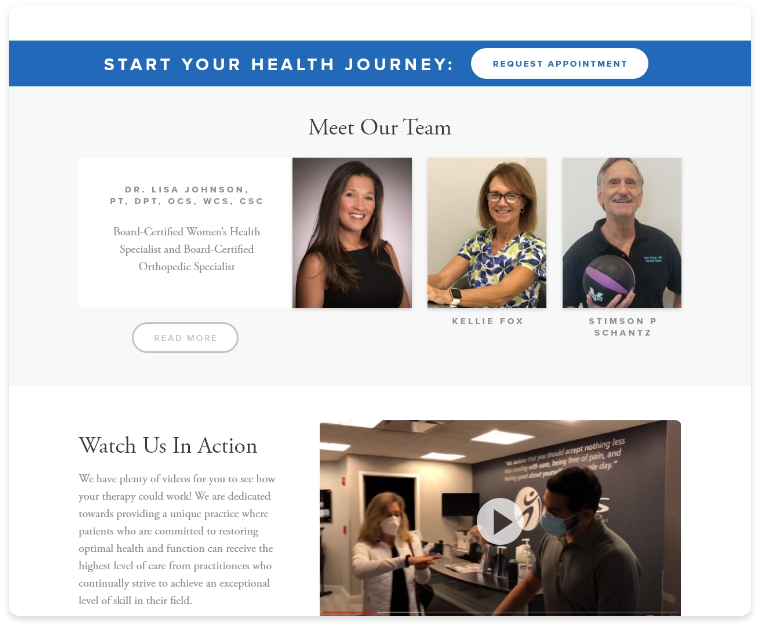 START YOUR HEALTH JOURNEY:
REQUEST APPOINTMENT
Meet Our Team
DR. LISA JOHNSON,
PT, DPT, OCS, WCS, CSC
Board-Certified Women's Health
Specialist and Board-Certified
Orthopedic Specialist
READ MORE
KELLIE FOX
STIMSON P
SCHANTZ
Watch Us In Action
We have plenty of videos for you to see how
your therapy could work! We are dedicated
towards providing a unique practice where
patients who are committed to restoring
optimal health and function can receive the
highest level of care from practitioners who
continually strive to achieve an exceptional
level of skill in their field.
that you should accept nothing less
than moving with ease, being free of pain, and
feeling good about yourself
day."